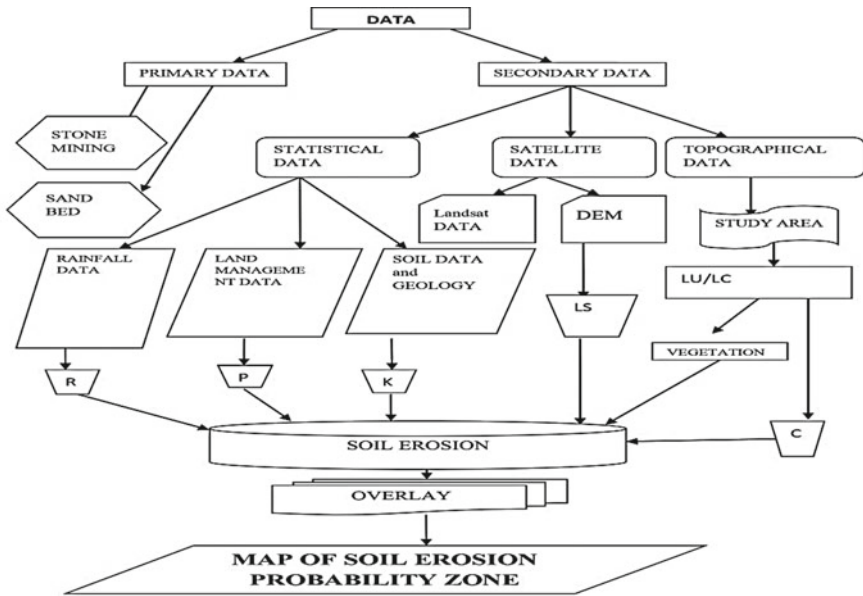 DATA
PRIMARY DATA
SECONDARY DATA
STONE
MINING
STATISTICAL
DATA
SATELLITE
DATA
TOPOGRAPHICAL
DATA
SAND
BED
Landsat
DATA
DEM
STUDY AREA
RAINFALL
DATA
LAND
MANAGEME
NT DATA
SOIL DATA
and
GEOLOGY
LU/LC
LS
VEGETATION
R
P
K
C
SOIL EROSION
OVERLAY
MAP OF SOIL EROSION
PROBABILITY ZONE